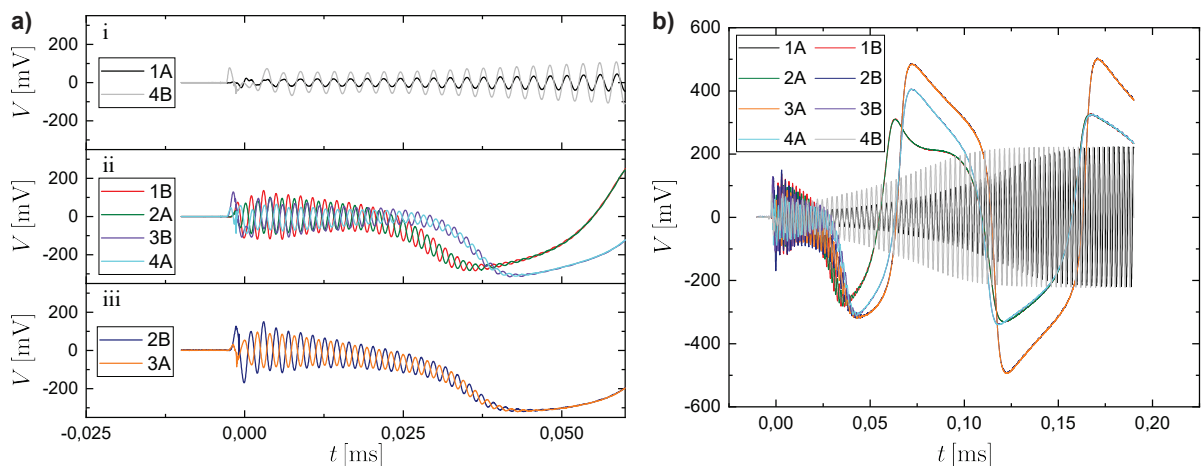 a)
i
200
0
-200
V [mV]
1A
4B
ii
200
0
-200
V [mV]
1B
2A
3B
4A
iii
200
0
-200
V [mV]
2B
3A
-0,025
0,000
0,025
0,050
t [ms]
b)
600
400
200
0
-200
-400
-600
V [mV]
1A 1B
2A 2B
3A 3B
4A 4B
0,00
0,05
0,10
0,15
0,20
t [ms]